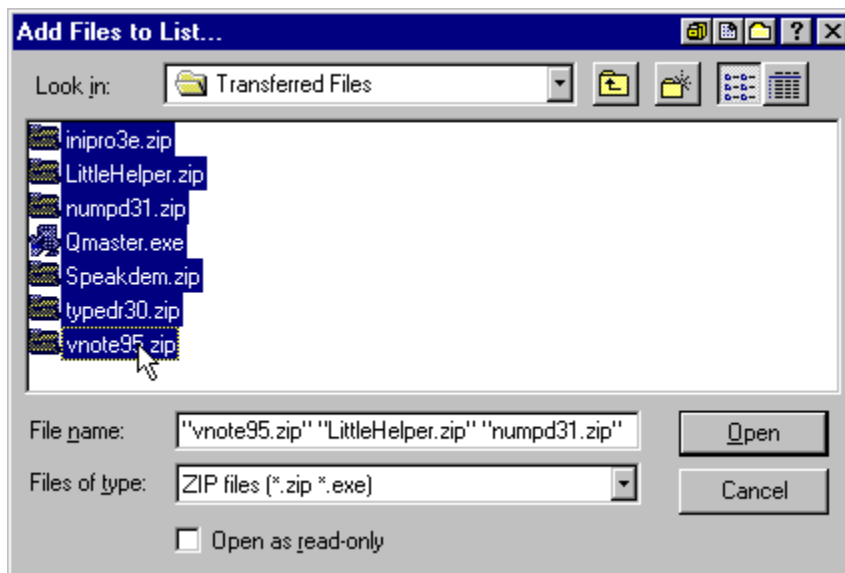 Add Files to List...
Look in: Transferred Files
inipro3e.zip
LittleHelper.zip
numpd31.zip
Qmaster.exe
Speakdem.zip
typedr30.zip
vnote95.zip
File name: "vnote95.zip" "LittleHelper.zip" "numpd31.zip" Open
Files of type: ZIP files (*.zip *.exe) Cancel
Open as read-only